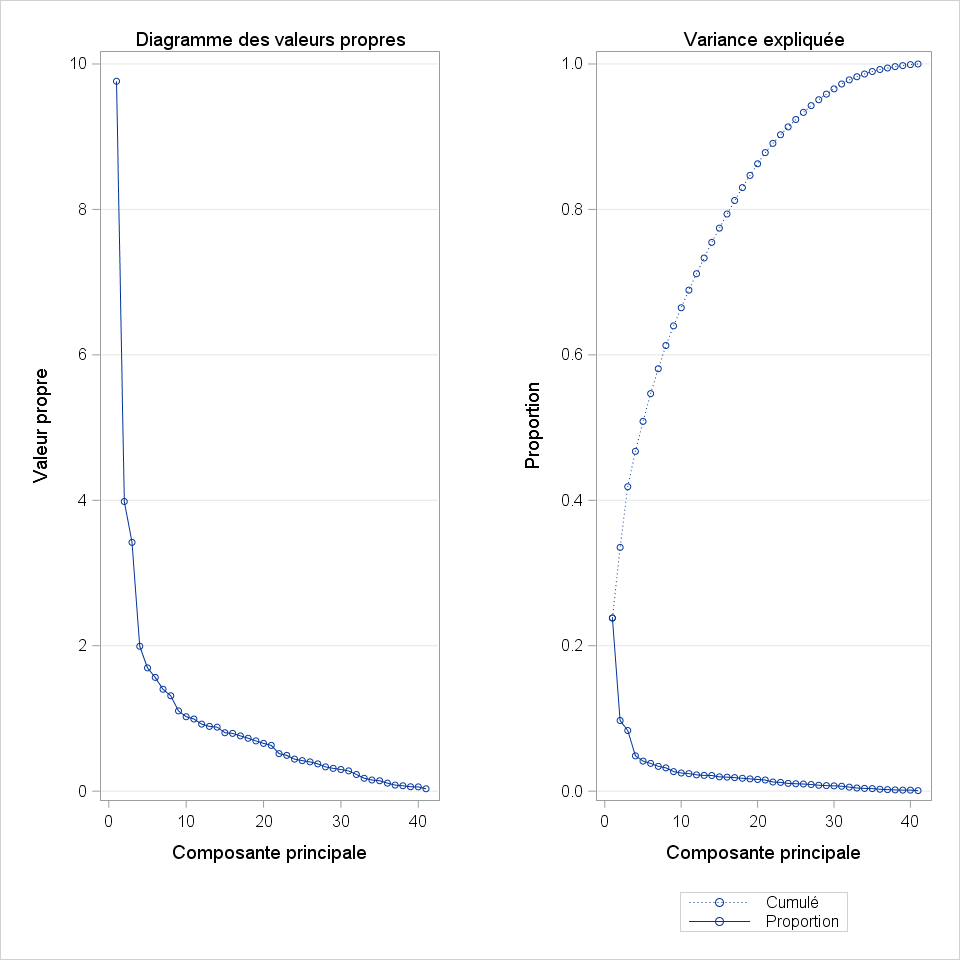 Diagramme des valeurs propres
10
8
6
4
2
0
Valeur propre
0 10 20 30 40
Composante principale
Variance expliquée
1.0
0.8
0.6
0.4
0.2
0.0
Proportion
0 10 20 30 40
Composante principale
Cumulé
Proportion